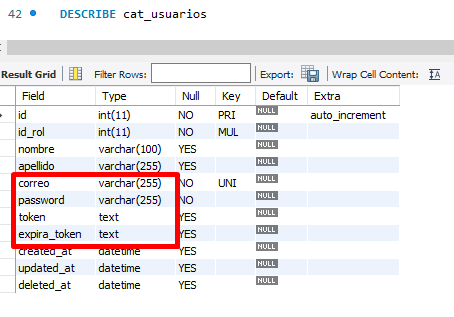 42 DESCRIBE cat_usuarios
Result Grid Filter Rows: Export: Wrap Cell Content: IA
Field Type Null Key Default Extra
id int(11) NO PRI NULL auto_increment
id_rol int(11) NO MUL NULL
nombre varchar(100) YES NULL
apellido varchar(255) YES NULL
correo varchar(255) NO UNI NULL
password varchar(255) NO NULL
token text YES NULL
expira_token text YES NULL
created_at datetime YES NULL
updated_at datetime YES NULL
deleted_at datetime YES NULL